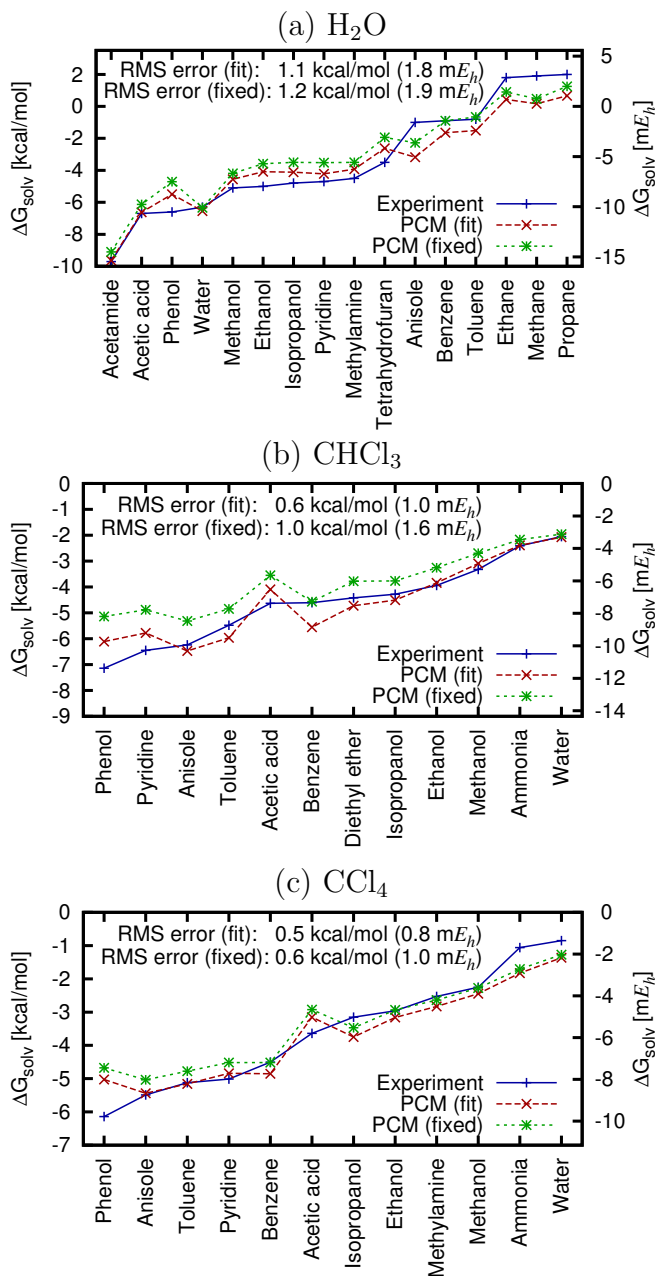 (a) H₂O
RMS error (fit): 1.1 kcal/mol (1.8 mEₕ)
RMS error (fixed): 1.2 kcal/mol (1.9 mEₕ)
ΔG_solv [kcal/mol]
2
0
-2
-4
-6
-8
-10
5
0
-5
-10
-15
ΔG_solv [mEₕ]
Experiment
PCM (fit)
PCM (fixed)
Acetamide
Acetic acid
Phenol
Water
Methanol
Ethanol
Isopropanol
Pyridine
Methylamine
Tetrahydrofuran
Anisole
Benzene
Toluene
Ethane
Methane
Propane
(b) CHCl₃
RMS error (fit): 0.6 kcal/mol (1.0 mEₕ)
RMS error (fixed): 1.0 kcal/mol (1.6 mEₕ)
ΔG_solv [kcal/mol]
0
-1
-2
-3
-4
-5
-6
-7
-8
-9
0
-2
-4
-6
-8
-10
-12
-14
ΔG_solv [mEₕ]
Experiment
PCM (fit)
PCM (fixed)
Phenol
Pyridine
Anisole
Toluene
Acetic acid
Benzene
Diethyl ether
Isopropanol
Ethanol
Methanol
Ammonia
Water
(c) CCl₄
RMS error (fit): 0.5 kcal/mol (0.8 mEₕ)
RMS error (fixed): 0.6 kcal/mol (1.0 mEₕ)
ΔG_solv [kcal/mol]
0
-1
-2
-3
-4
-5
-6
-7
0
-2
-4
-6
-8
-10
ΔG_solv [mEₕ]
Experiment
PCM (fit)
PCM (fixed)
Phenol
Anisole
Toluene
Pyridine
Benzene
Acetic acid
Isopropanol
Ethanol
Methylamine
Methanol
Ammonia
Water